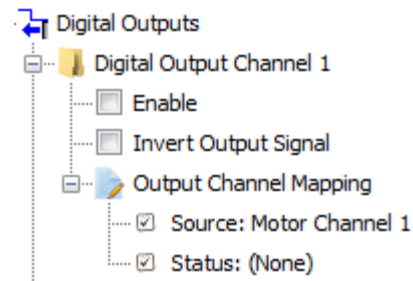 Digital Outputs
Digital Output Channel 1
Enable
Invert Output Signal
Output Channel Mapping
Source: Motor Channel 1
Status: (None)